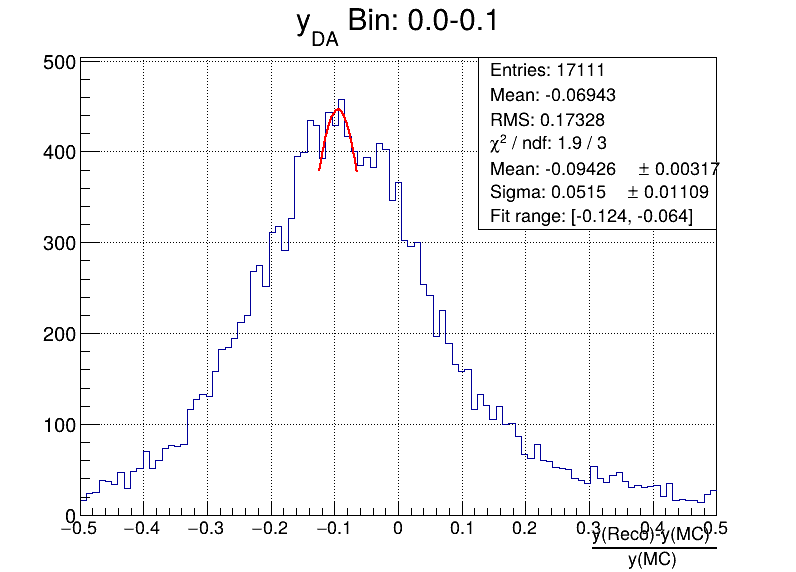 y_DA Bin: 0.0-0.1
500
400
300
200
100
0
Entries: 17111
Mean: -0.06943
RMS: 0.17328
χ² / ndf: 1.9 / 3
Mean: -0.09426 ± 0.00317
Sigma: 0.0515 ± 0.01109
Fit range: [-0.124, -0.064]
−0.5 −0.4 −0.3 −0.2 −0.1 0 0.1 0.2 0.3 0.4 0.5
y(Reco)-y(MC)
y(MC)